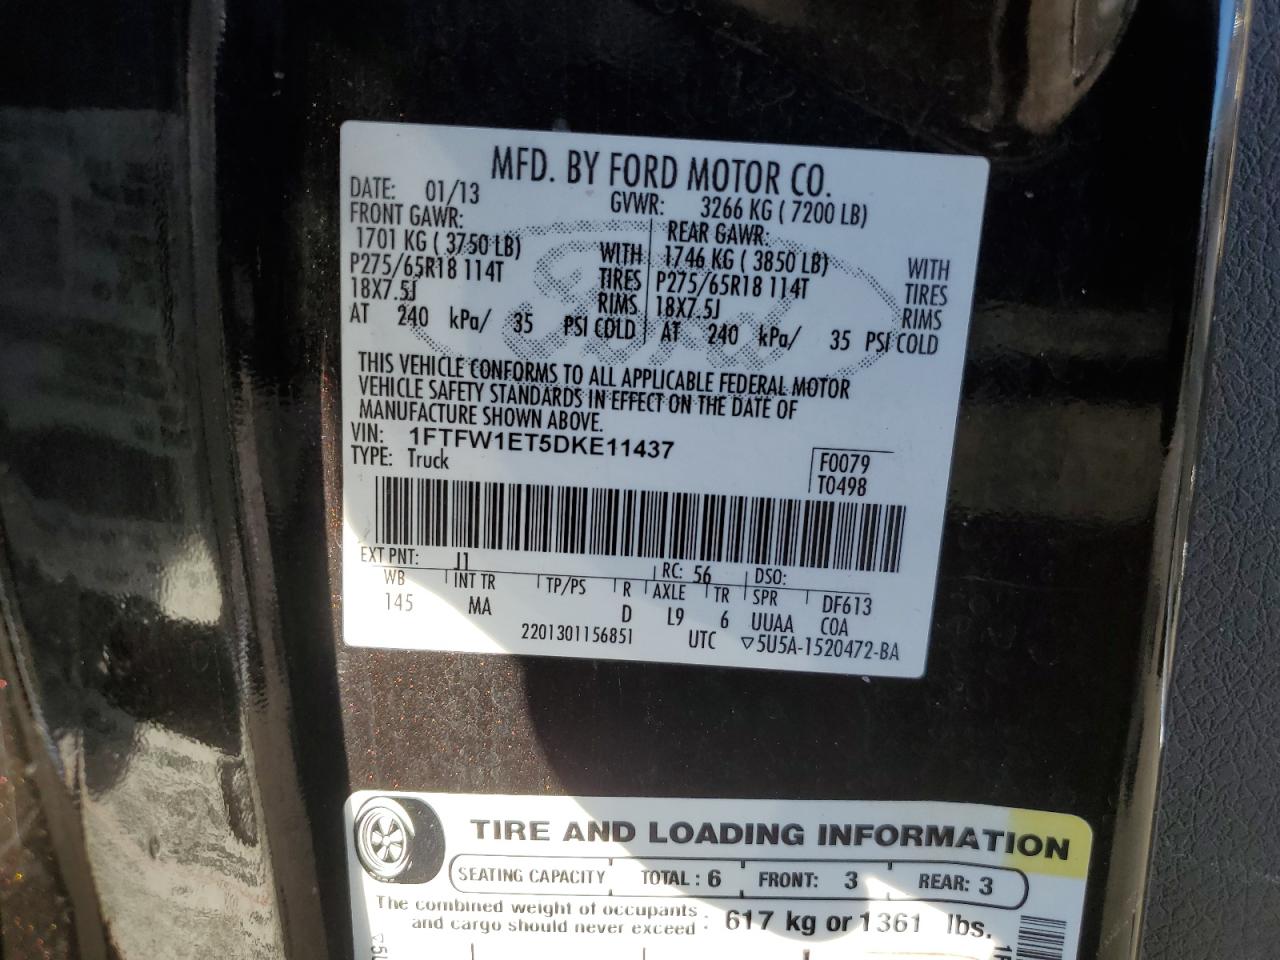 MFD. BY FORD MOTOR CO.
DATE: 01/13 GVWR: 3266 KG ( 7200 LB)
FRONT GAWR: REAR GAWR:
1701 KG ( 3750 LB) WITH 1746 KG ( 3850 LB) WITH
P275/65R18 114T TIRES P275/65R18 114T TIRES
18X7.5J RIMS 18X7.5J RIMS
AT 240 kPa/ 35 PSI COLD AT 240 kPa/ 35 PSI COLD
THIS VEHICLE CONFORMS TO ALL APPLICABLE FEDERAL MOTOR
VEHICLE SAFETY STANDARDS IN EFFECT ON THE DATE OF
MANUFACTURE SHOWN ABOVE.
VIN: 1FTFW1ET5DKE11437
TYPE: Truck
F0079
T0498
EXT PNT: J1 RC: 56 DSO:
WB INT TR TP/PS R AXLE TR SPR DF613
145 MA D L9 6 UUAA COA
2201301156851 UTC ▽5U5A-1520472-BA
TIRE AND LOADING INFORMATION
SEATING CAPACITY TOTAL : 6 FRONT: 3 REAR: 3
The combined weight of occupants
and cargo should never exceed : 617 kg or 1361 lbs.